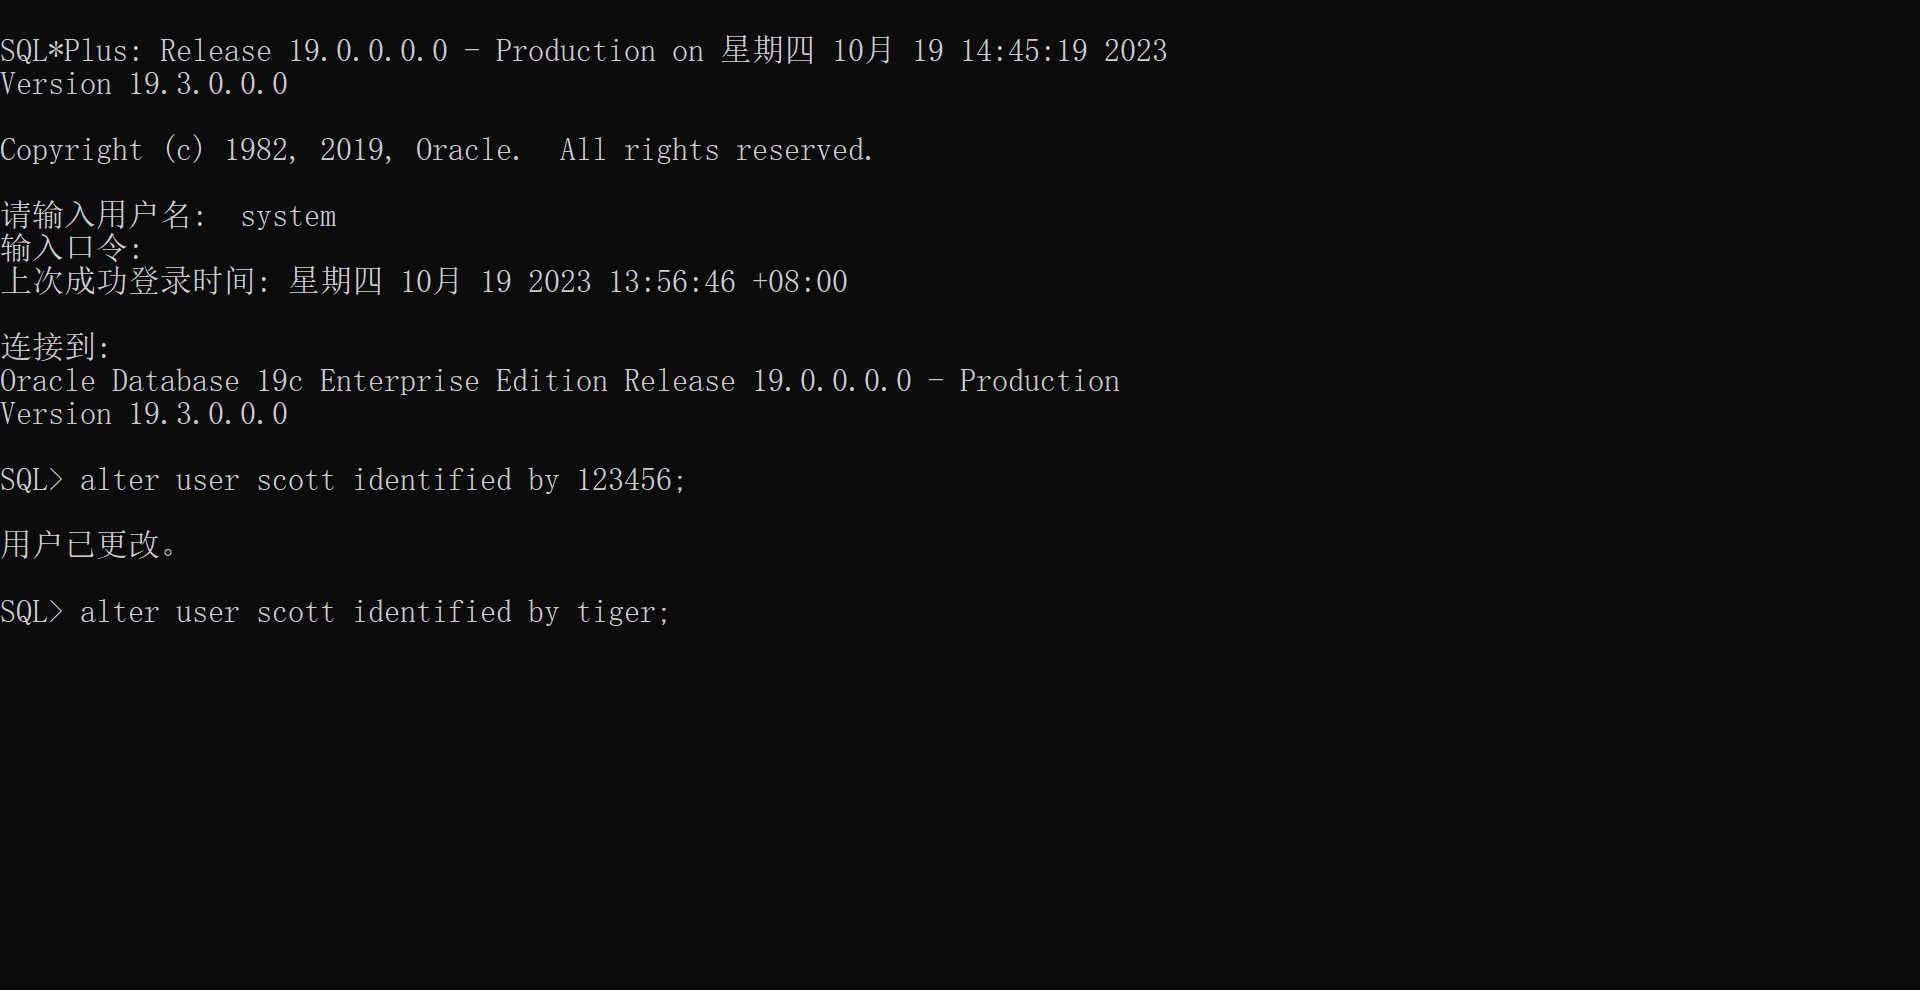 SQL*Plus: Release 19.0.0.0.0 - Production on 星期四 10月 19 14:45:19 2023
Version 19.3.0.0.0
Copyright (c) 1982, 2019, Oracle.  All rights reserved.
请输入用户名:  system
输入口令:
上次成功登录时间: 星期四 10月 19 2023 13:56:46 +08:00
连接到:
Oracle Database 19c Enterprise Edition Release 19.0.0.0.0 - Production
Version 19.3.0.0.0
SQL> alter user scott identified by 123456;
用户已更改。
SQL> alter user scott identified by tiger;